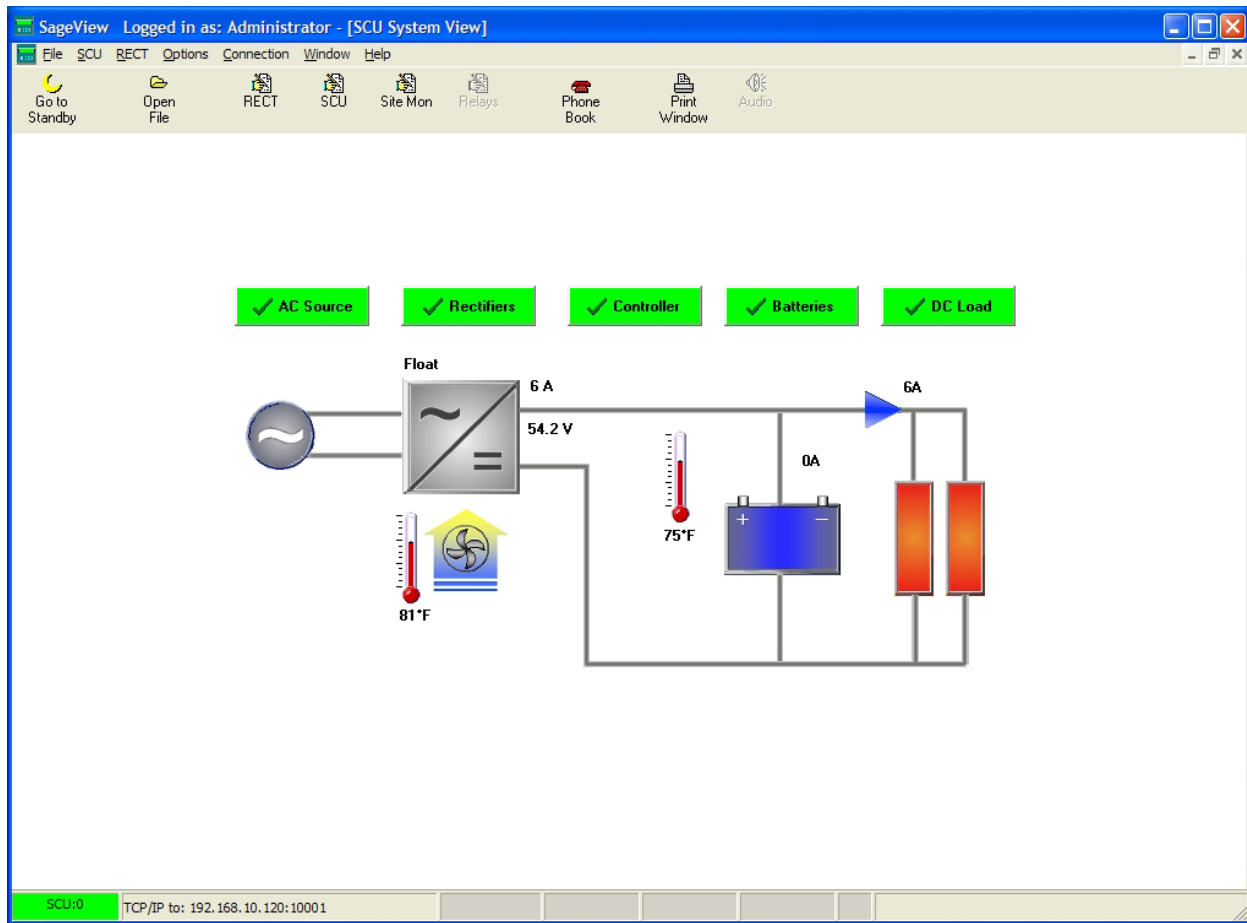 SageView Logged in as: Administrator - [SCU System View]
File SCU RECT Options Connection Window Help
Go to Standby
Open File
RECT
SCU
Site Mon
Relays
Phone Book
Print Window
Audio
AC Source
Rectifiers
Controller
Batteries
DC Load
Float
6 A
6A
54.2 V
0A
+ −
75°F
81°F
SCU:0
TCP/IP to: 192.168.10.120:10001